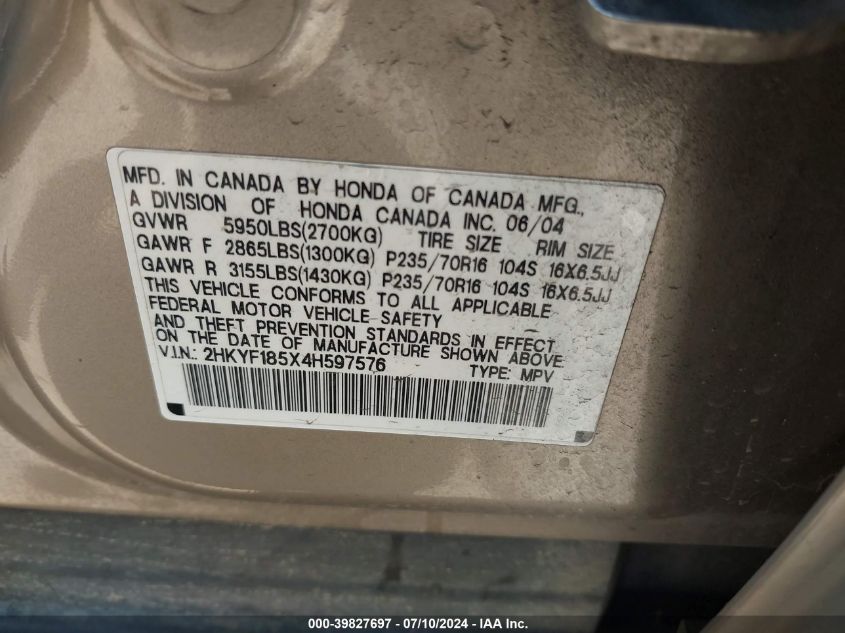 MFD. IN CANADA BY HONDA OF CANADA MFG.,
A DIVISION OF HONDA CANADA INC. 06/04
GVWR 5950LBS(2700KG) TIRE SIZE RIM SIZE
GAWR F 2865LBS(1300KG) P235/70R16 104S 16X6.5JJ
GAWR R 3155LBS(1430KG) P235/70R16 104S 16X6.5JJ
THIS VEHICLE CONFORMS TO ALL APPLICABLE
FEDERAL MOTOR VEHICLE SAFETY
AND THEFT PREVENTION STANDARDS IN EFFECT
ON THE DATE OF MANUFACTURE SHOWN ABOVE
V.I.N.: 2HKYF185X4H597576 TYPE: MPV
000-39827697 - 07/10/2024 - IAA Inc.